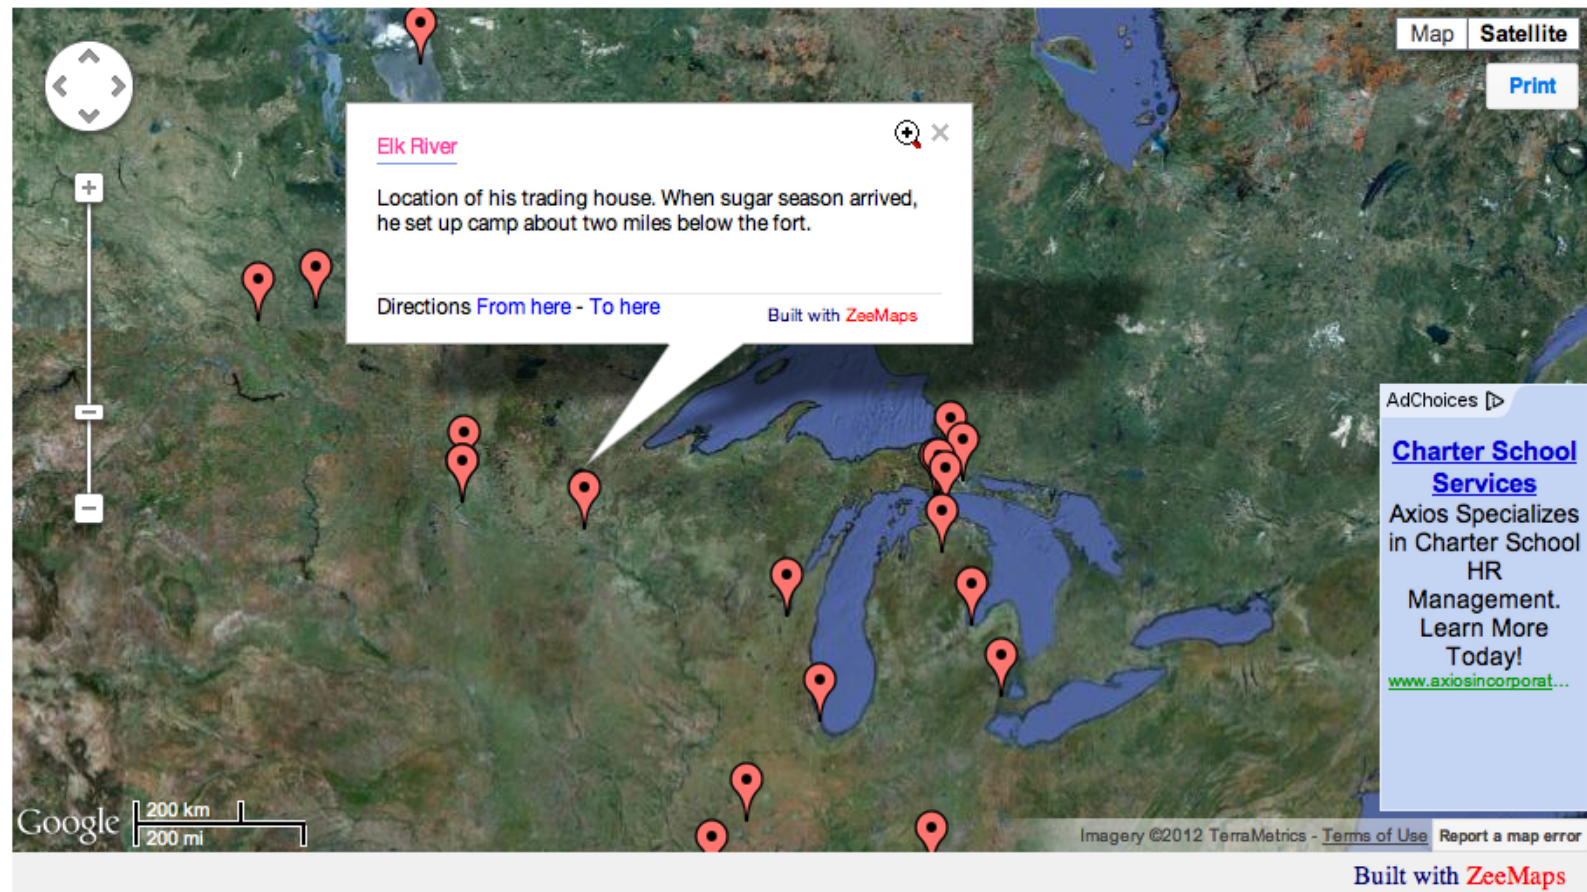 Map Satellite
Print
Elk River
Location of his trading house. When sugar season arrived,
he set up camp about two miles below the fort.
Directions From here - To here
Built with ZeeMaps
AdChoices
Charter School
Services
Axios Specializes
in Charter School
HR
Management.
Learn More
Today!
www.axiosincorporat...
Google
200 km
200 mi
Imagery ©2012 TerraMetrics - Terms of Use Report a map error
Built with ZeeMaps